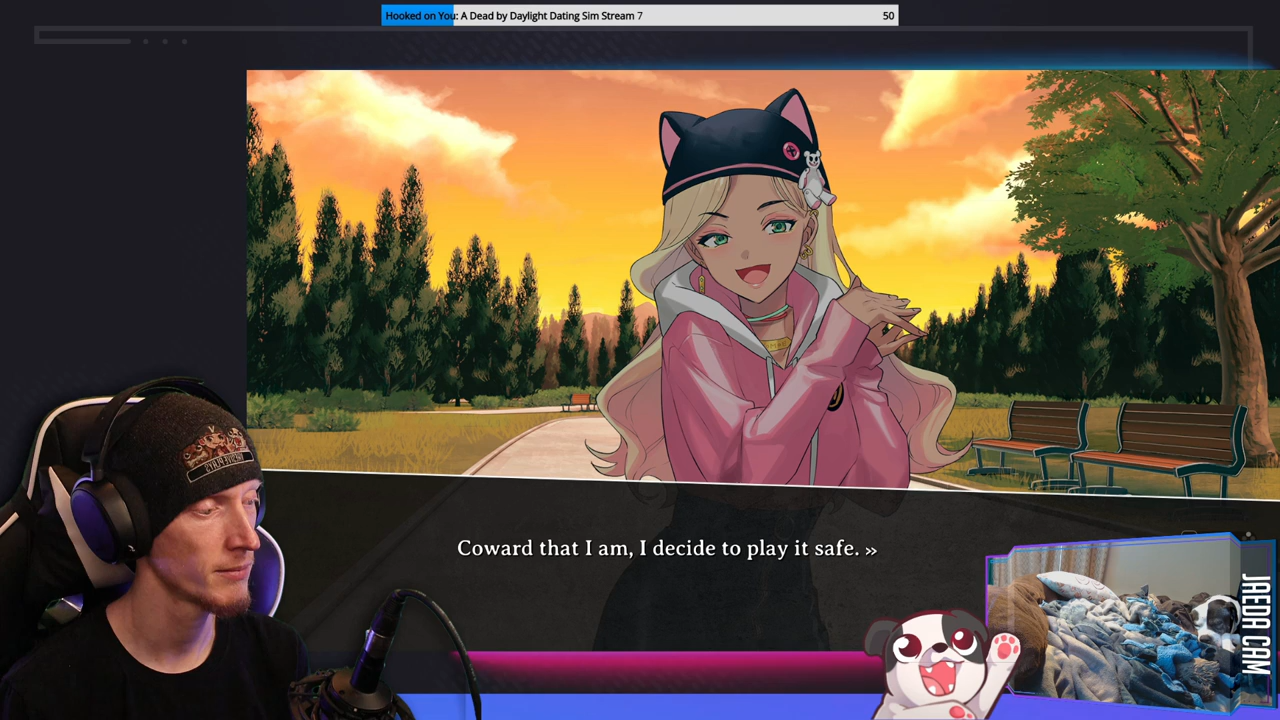 Hooked on You: A Dead by Daylight Dating Sim Stream 7
50
Coward that I am, I decide to play it safe. »
JAEDA CAM